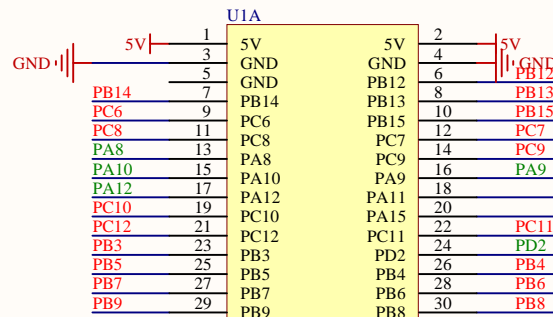 U1A
5V 1 5V 5V 2 5V
GND 3 GND GND 4 GND
5 GND PB12 6 PB12
PB14 7 PB14 PB13 8 PB13
PC6 9 PC6 PB15 10 PB15
PC8 11 PC8 PC7 12 PC7
PA8 13 PA8 PC9 14 PC9
PA10 15 PA10 PA9 16 PA9
PA12 17 PA12 PA11 18
PC10 19 PC10 PA15 20
PC12 21 PC12 PC11 22 PC11
PB3 23 PB3 PD2 24 PD2
PB5 25 PB5 PB4 26 PB4
PB7 27 PB7 PB6 28 PB6
PB9 29 PB9 PB8 30 PB8